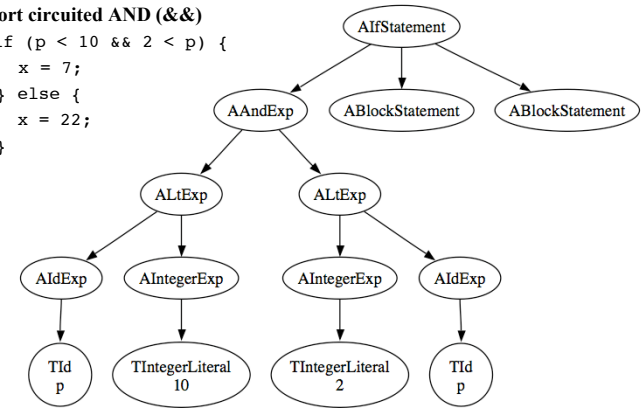 ort circuited AND (&&)
if (p < 10 && 2 < p) {
x = 7;
} else {
x = 22;
}
AIfStatement
AAndExp
ABlockStatement
ABlockStatement
ALtExp
ALtExp
AIdExp
AIntegerExp
AIntegerExp
AIdExp
TId
p
TIntegerLiteral
10
TIntegerLiteral
2
TId
p